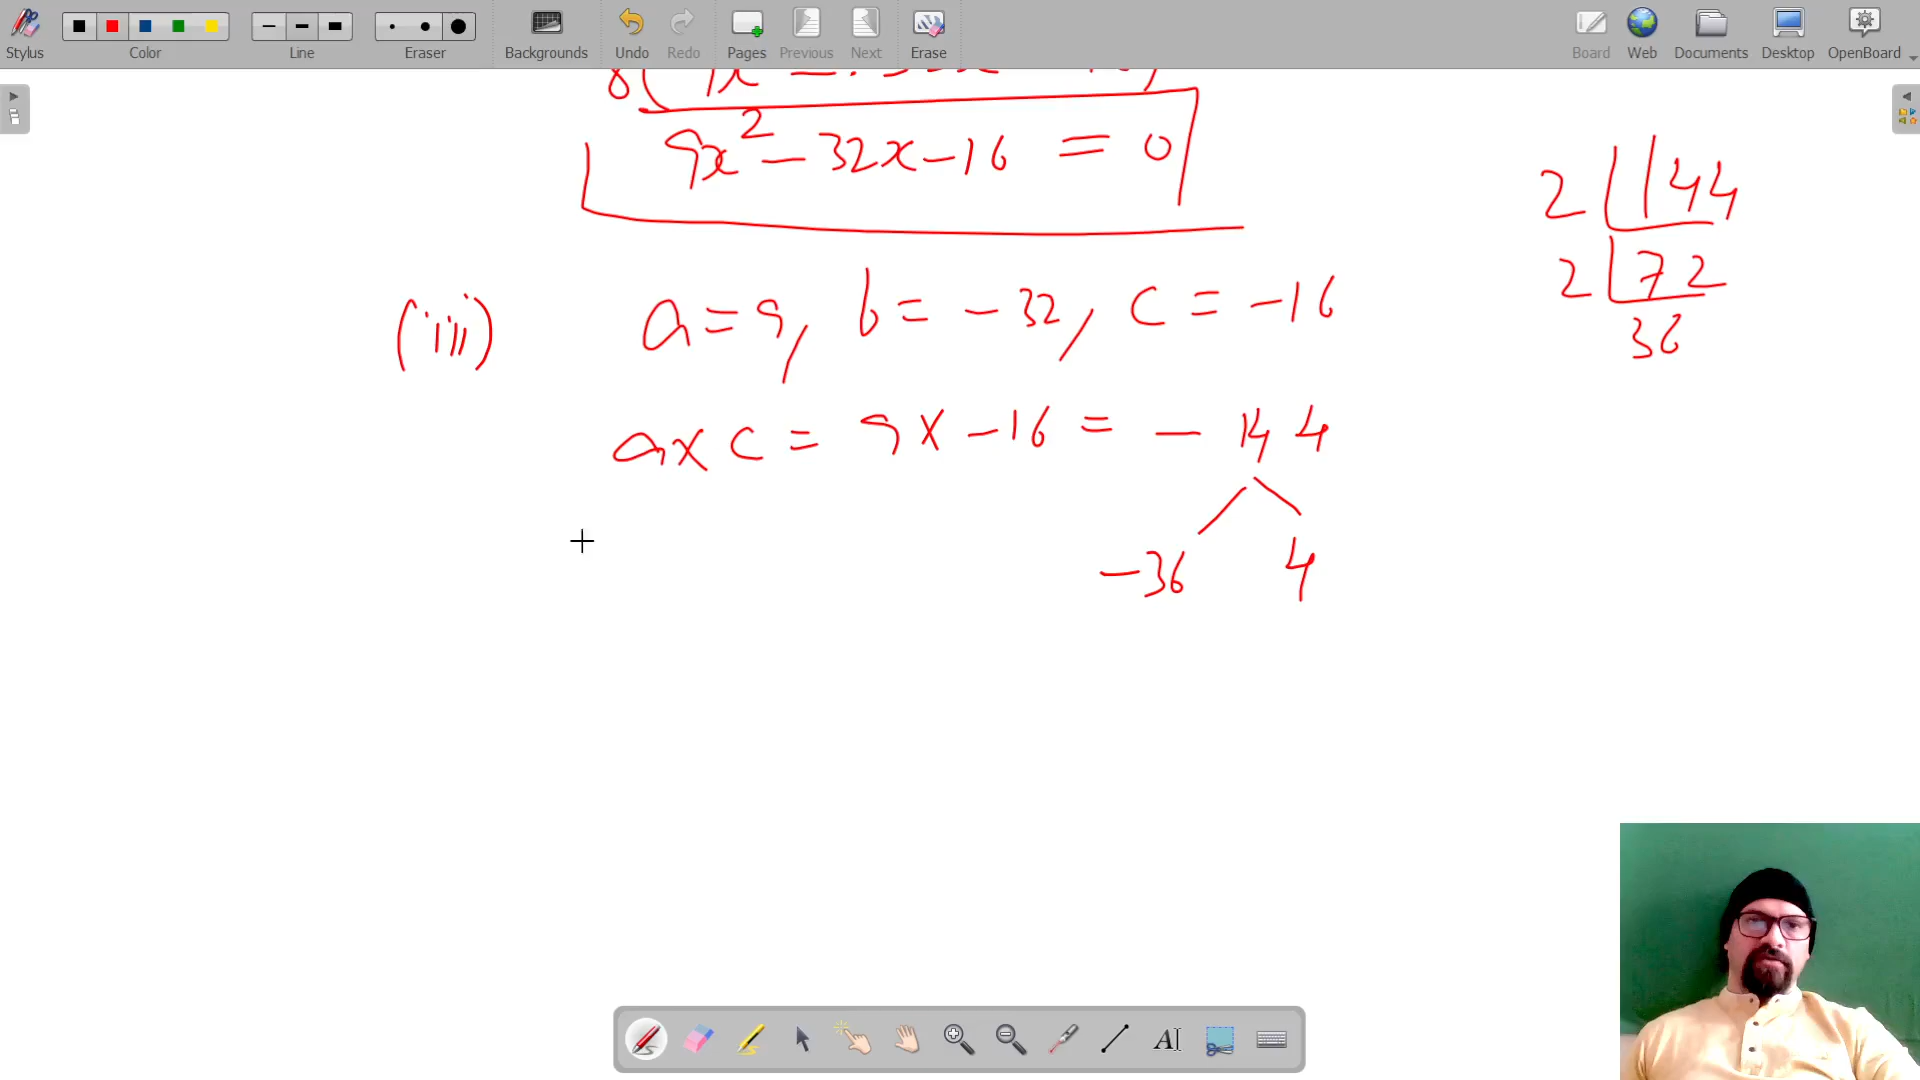 Stylus Color Line Eraser Backgrounds Undo Redo Pages Previous Next Erase Board Web Documents Desktop OpenBoard
9x² - 32x - 16 = 0
(iii) a = 9, b = -32, c = -16
a x c = 9 x -16 = - 144
-36 4
2 | 144
2 | 72
36